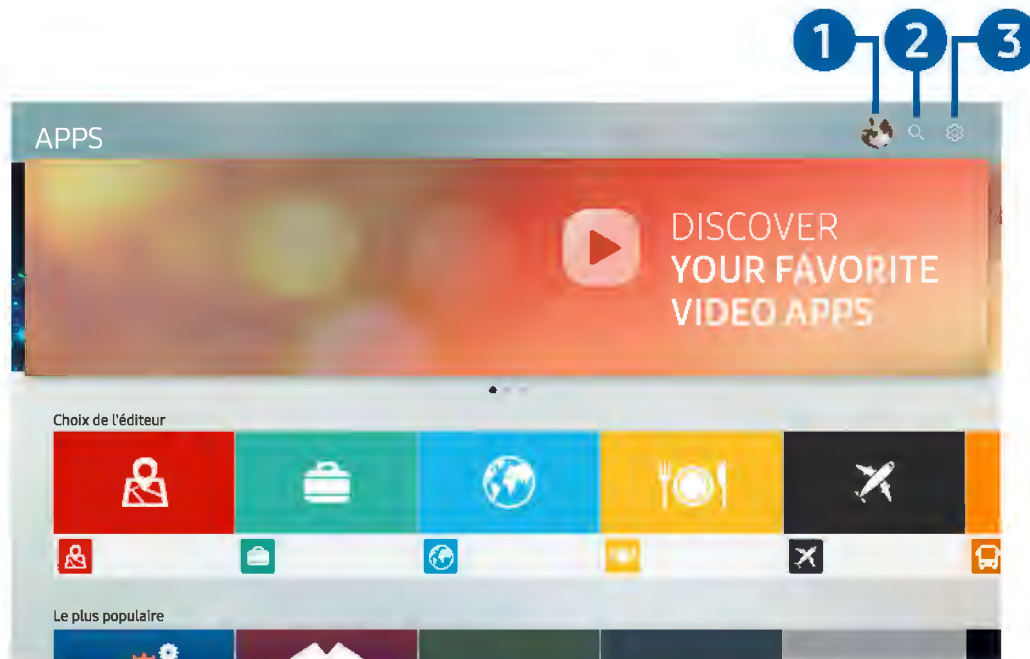 1 2 3
APPS
DISCOVER
YOUR FAVORITE
VIDEO APPS
Choix de l'éditeur
Le plus populaire